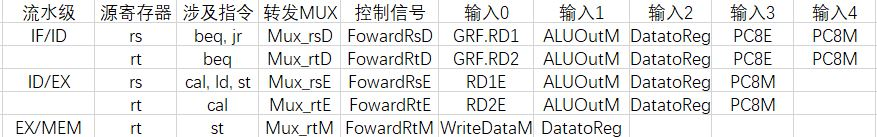 流水级 源寄存器 涉及指令 转发MUX 控制信号 输入0 输入1 输入2 输入3 输入4
IF/ID rs beq, jr Mux_rsD FowardRsD GRF.RD1 ALUOutM DatatoReg PC8E PC8M
rt beq Mux_rtD FowardRtD GRF.RD2 ALUOutM DatatoReg PC8E PC8M
ID/EX rs cal, ld, st Mux_rsE FowardRsE RD1E ALUOutM DatatoReg PC8M
rt cal Mux_rtE FowardRtE RD2E ALUOutM DatatoReg PC8M
EX/MEM rt st Mux_rtM FowardRtM WriteDataM DatatoReg